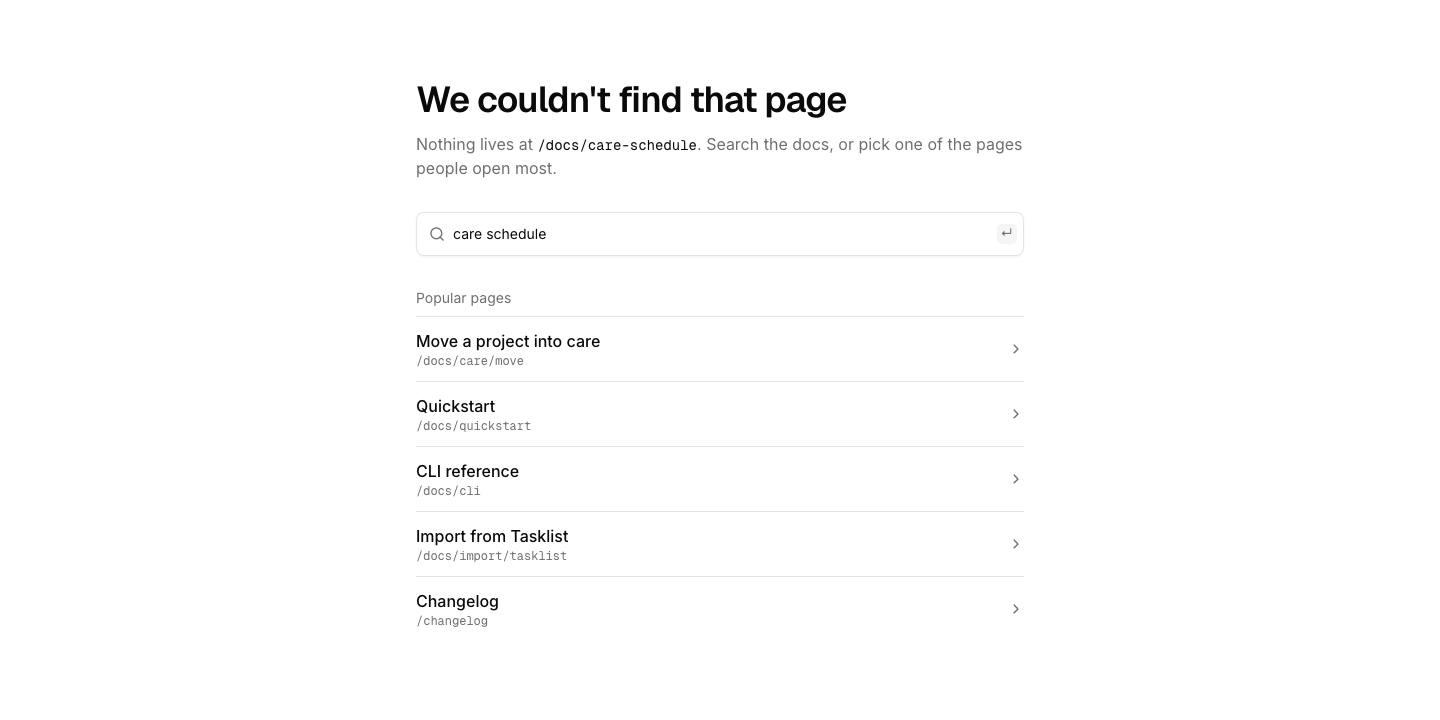 We couldn't find that page
Nothing lives at /docs/care-schedule. Search the docs, or pick one of the pages
people open most.
care schedule
↵
Popular pages
Move a project into care
/docs/care/move
Quickstart
/docs/quickstart
CLI reference
/docs/cli
Import from Tasklist
/docs/import/tasklist
Changelog
/changelog